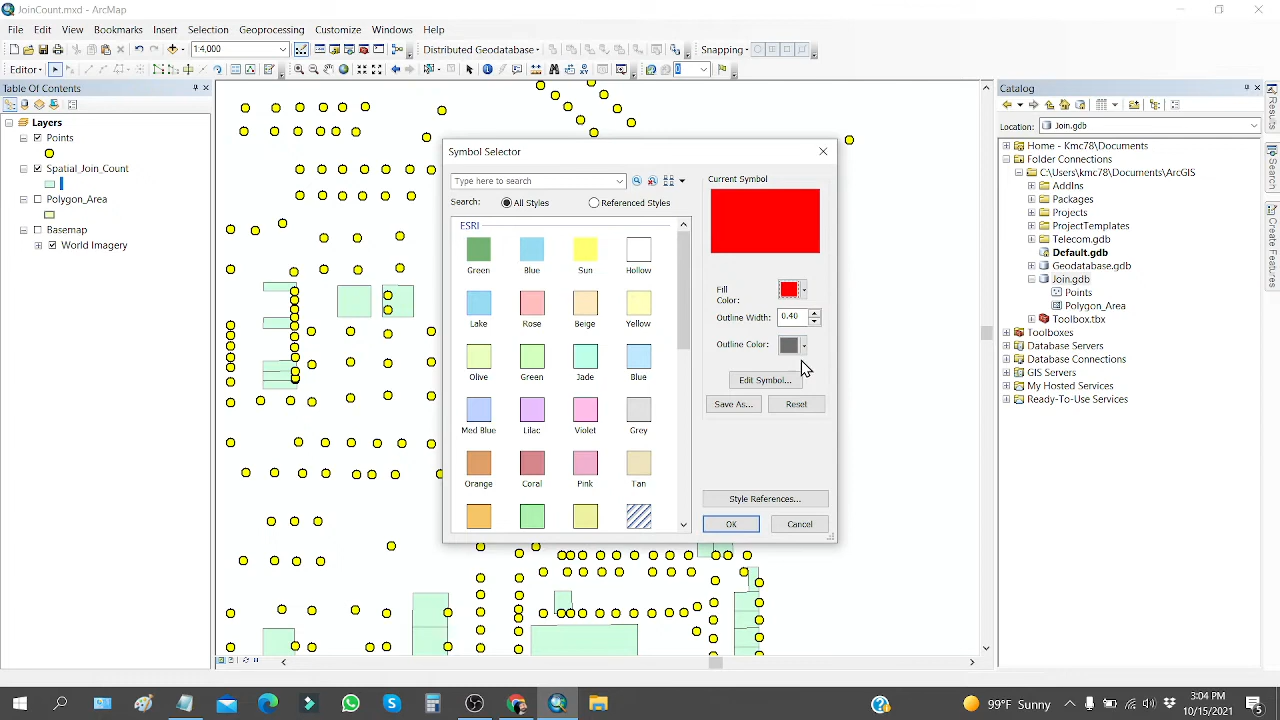 JoinCount.mxd - ArcMap
File Edit View Bookmarks Insert Selection Geoprocessing Customize Windows Help
1:4,000
Distributed Geodatabase
Snapping
Editor
0
Table Of Contents
Layers
Points
Spatial_Join_Count
Polygon_Area
Basemap
World Imagery
Symbol Selector
Type here to search
Search:
All Styles
Referenced Styles
ESRI
Green
Blue
Sun
Hollow
Lake
Rose
Beige
Yellow
Olive
Green
Jade
Blue
Med Blue
Lilac
Violet
Grey
Orange
Coral
Pink
Tan
Current Symbol
Fill
Color:
Outline Width:
0.40
Outline Color:
Edit Symbol...
Save As...
Reset
Style References...
OK
Cancel
Catalog
Location:
Join.gdb
Home - Kmc78\Documents
Folder Connections
C:\Users\kmc78\Documents\ArcGIS
AddIns
Packages
Projects
ProjectTemplates
Telecom.gdb
Default.gdb
Geodatabase.gdb
Join.gdb
Points
Polygon_Area
Toolbox.tbx
Toolboxes
Database Servers
Database Connections
GIS Servers
My Hosted Services
Ready-To-Use Services
Results
Search
Create Features
99°F Sunny
3:04 PM
10/15/2021